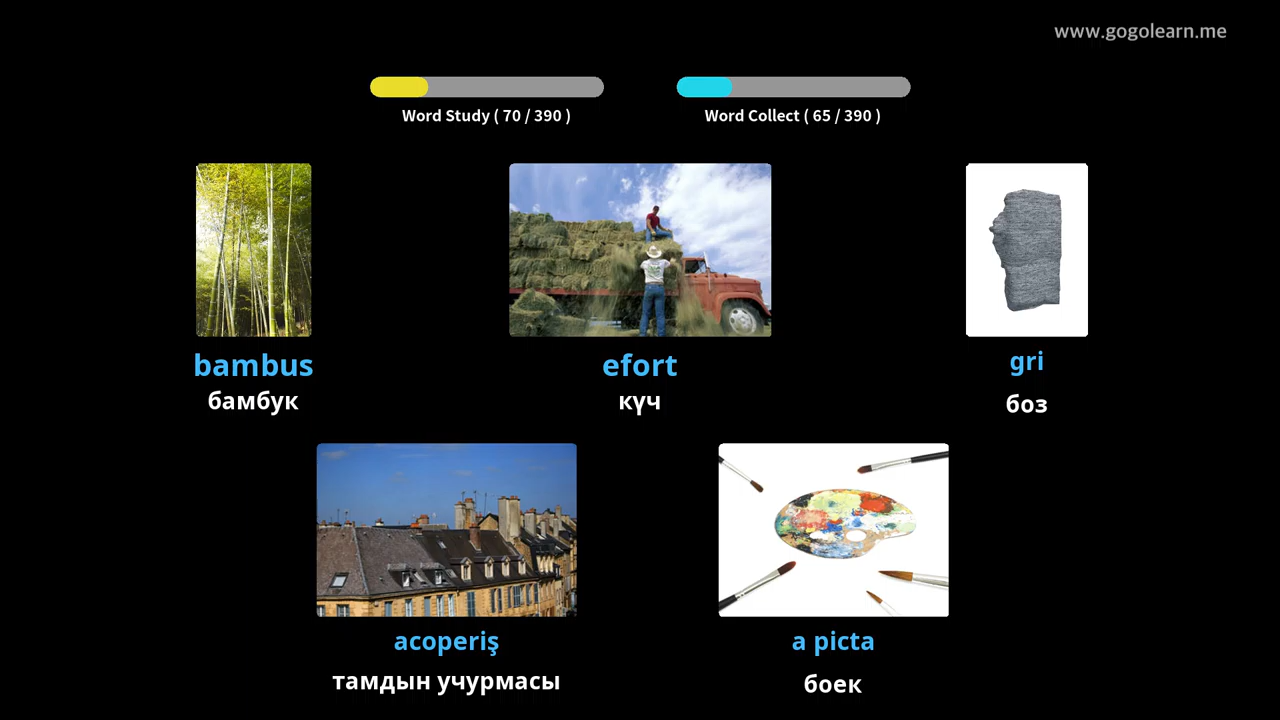 www.gogolearn.me
Word Study ( 70 / 390 )
Word Collect ( 65 / 390 )
bambus
бамбук
efort
күч
gri
боз
acoperiş
тамдын учурмасы
a picta
боек